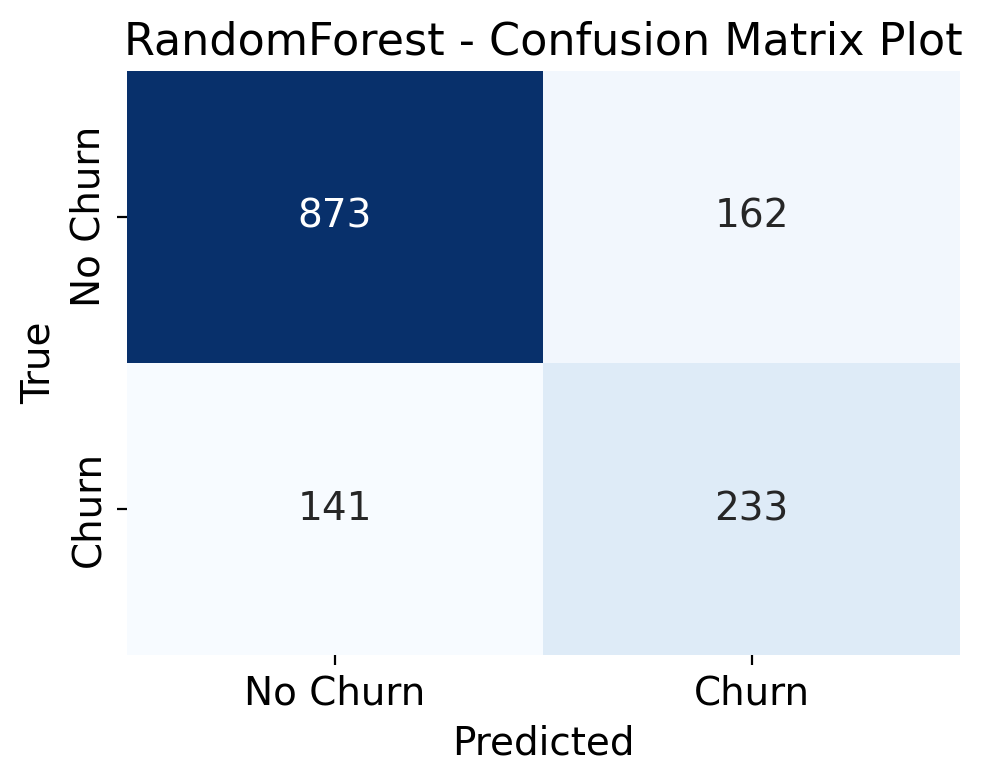 RandomForest - Confusion Matrix Plot
True
No Churn
873
162
Churn
141
233
No Churn
Churn
Predicted